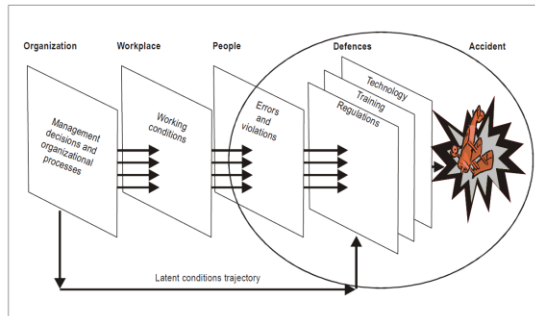 Organization Workplace People Defences Accident
Management
decisions and
organizational
processes
Working
conditions
Errors
and
violations
Technology
Training
Regulations
Latent conditions trajectory